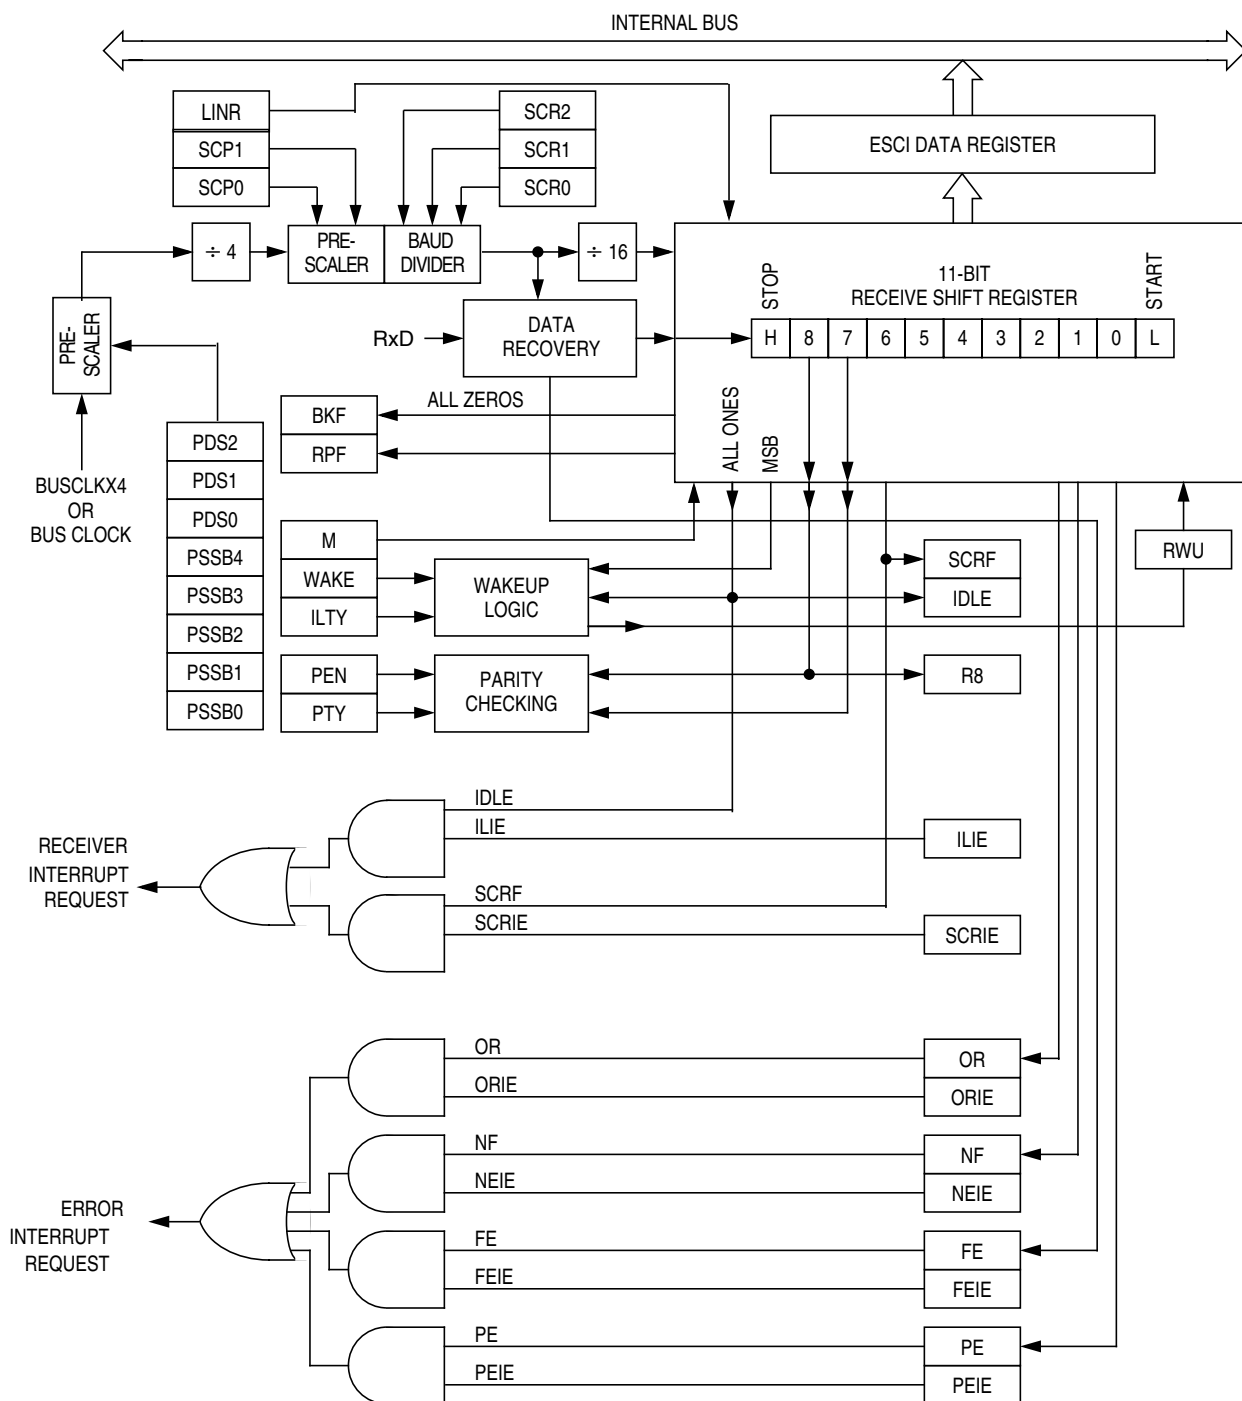 INTERNAL BUS
LINR
SCP1
SCP0
SCR2
SCR1
SCR0
ESCI DATA REGISTER
÷ 4
PRE-
SCALER
BAUD
DIVIDER
÷ 16
STOP
11-BIT
RECEIVE SHIFT REGISTER
START
PRE-
SCALER
RxD
DATA
RECOVERY
H 8 7 6 5 4 3 2 1 0 L
ALL ZEROS
BKF
RPF
ALL ONES
MSB
BUSCLKX4
OR
BUS CLOCK
PDS2
PDS1
PDS0
PSSB4
PSSB3
PSSB2
PSSB1
PSSB0
M
WAKE
ILTY
WAKEUP
LOGIC
SCRF
IDLE
RWU
PEN
PTY
PARITY
CHECKING
R8
IDLE
ILIE
ILIE
RECEIVER
INTERRUPT
REQUEST
SCRF
SCRIE
SCRIE
OR
ORIE
OR
ORIE
NF
NEIE
NF
NEIE
ERROR
INTERRUPT
REQUEST
FE
FEIE
FE
FEIE
PE
PEIE
PE
PEIE